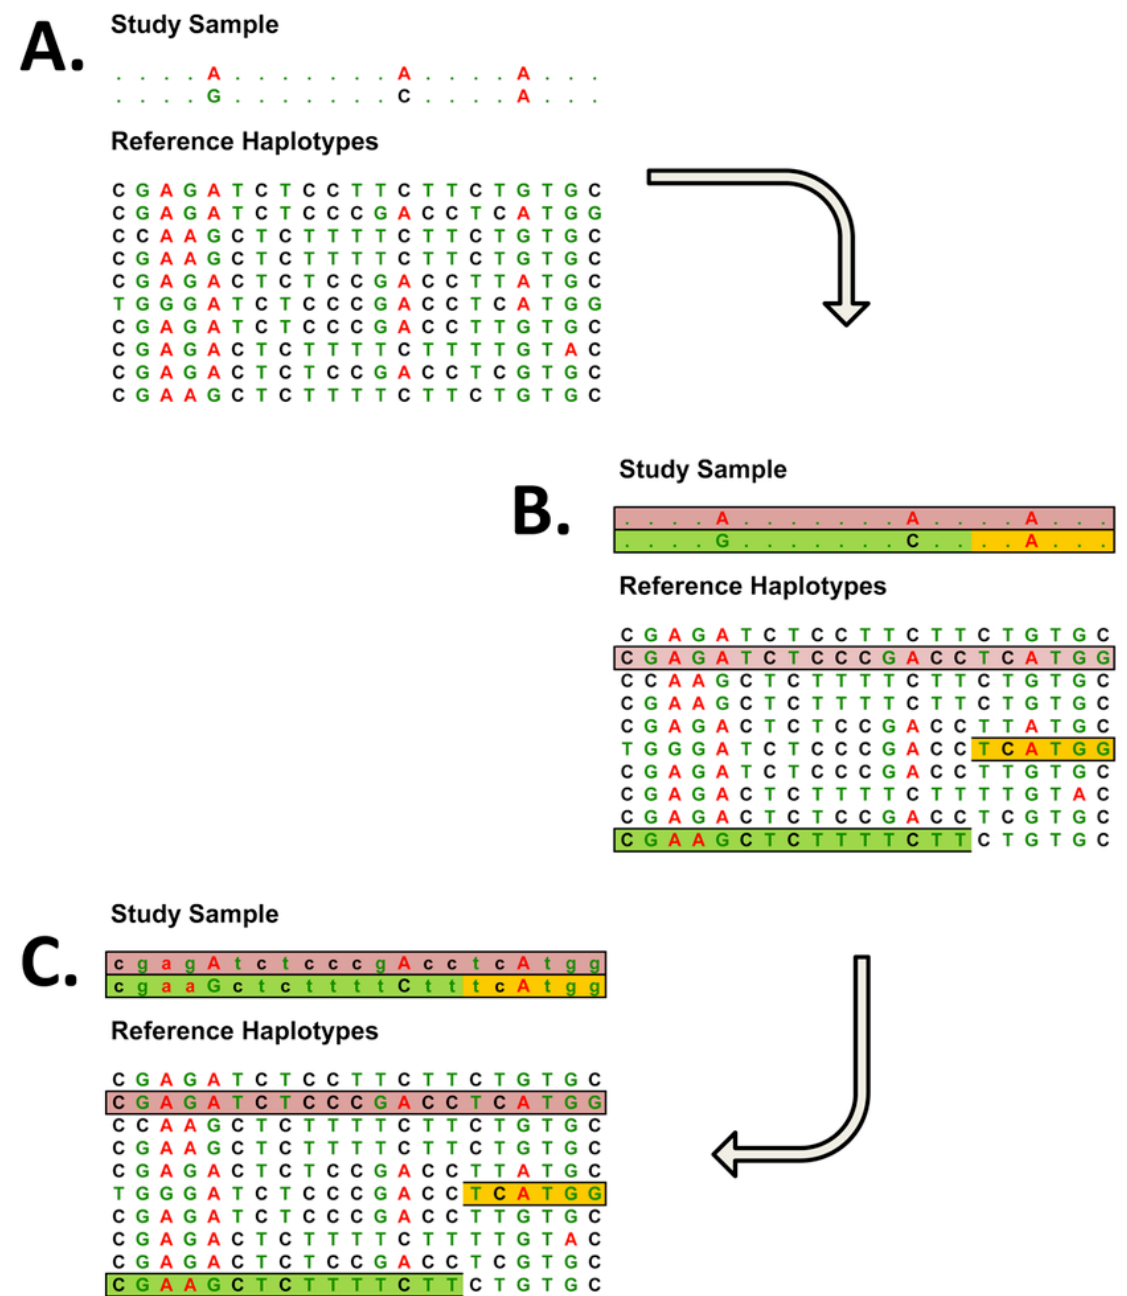 A.
Study Sample
. . . . A . . . . . . . A . . . . A . . .
. . . . G . . . . . . . C . . . . A . . .
Reference Haplotypes
C G A G A T C T C C T T C T T C T G T G C
C G A G A T C T C C C G A C C T C A T G G
C C A A G C T C T T T T C T T C T G T G C
C G A A G C T C T T T T C T T C T G T G C
C G A G A C T C T C C G A C C T T A T G C
T G G G A T C T C C C G A C C T C A T G G
C G A G A T C T C C C G A C C T T G T G C
C G A G A C T C T T T T C T T T T G T A C
C G A G A C T C T C C G A C C T C G T G C
C G A A G C T C T T T T C T T C T G T G C
B.
Study Sample
. . . . A . . . . . . . A . . . . A . . .
. . . . G . . . . . . . C . . . . A . . .
Reference Haplotypes
C G A G A T C T C C T T C T T C T G T G C
C G A G A T C T C C C G A C C T C A T G G
C C A A G C T C T T T T C T T C T G T G C
C G A A G C T C T T T T C T T C T G T G C
C G A G A C T C T C C G A C C T T A T G C
T G G G A T C T C C C G A C C T C A T G G
C G A G A T C T C C C G A C C T T G T G C
C G A G A C T C T T T T C T T T T G T A C
C G A G A C T C T C C G A C C T C G T G C
C G A A G C T C T T T T C T T C T G T G C
C.
Study Sample
c g a g A t c t c c c g A c c t c A t g g
c g a a G c t c t t t t C t t t c A t g g
Reference Haplotypes
C G A G A T C T C C T T C T T C T G T G C
C G A G A T C T C C C G A C C T C A T G G
C C A A G C T C T T T T C T T C T G T G C
C G A A G C T C T T T T C T T C T G T G C
C G A G A C T C T C C G A C C T T A T G C
T G G G A T C T C C C G A C C T C A T G G
C G A G A T C T C C C G A C C T T G T G C
C G A G A C T C T T T T C T T T T G T A C
C G A G A C T C T C C G A C C T C G T G C
C G A A G C T C T T T T C T T C T G T G C